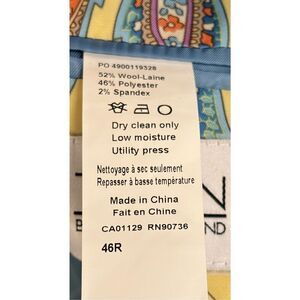 PO 4900119328
52% Wool-Laine
46% Polyester
2% Spandex
Dry clean only
Low moisture
Utility press
Nettoyage à sec seulement
Repasser à basse température
Made in China
Fait en Chine
CA01129 RN90736
46R